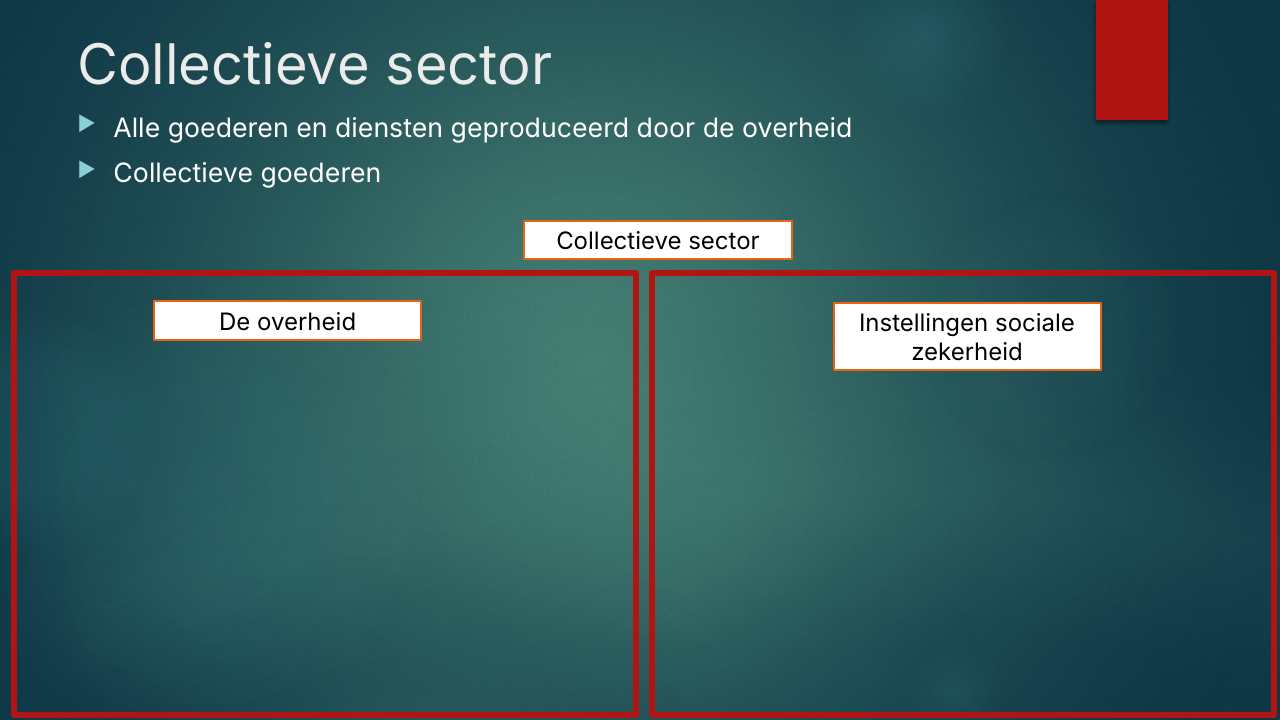 Collectieve sector
Alle goederen en diensten geproduceerd door de overheid
Collectieve goederen
Collectieve sector
De overheid
Instellingen sociale
zekerheid